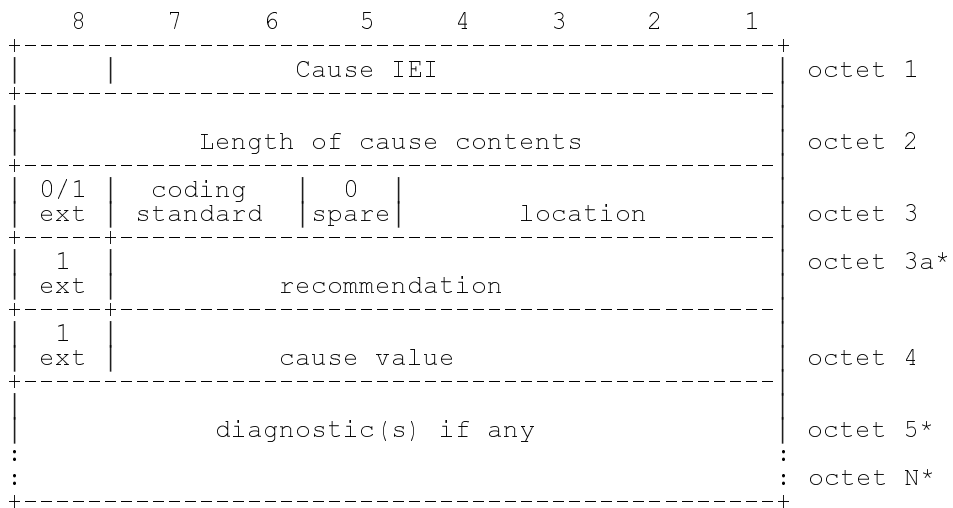 8 7 6 5 4 3 2 1
Cause IEI octet 1
Length of cause contents octet 2
0/1 coding 0
ext standard spare location octet 3
1 octet 3a*
ext recommendation
1
ext cause value octet 4
diagnostic(s) if any octet 5*
: :
: : octet N*